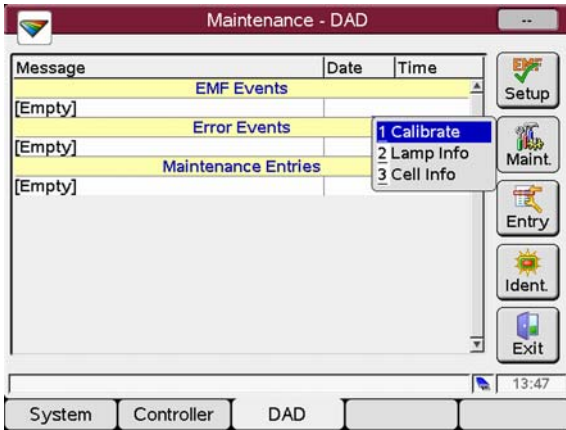 Maintenance - DAD
--
Message Date Time
EMF Events
[Empty]
Error Events
[Empty]
Maintenance Entries
[Empty]
1 Calibrate
2 Lamp Info
3 Cell Info
EMF
Setup
Maint.
Entry
Ident.
Exit
13:47
System Controller DAD